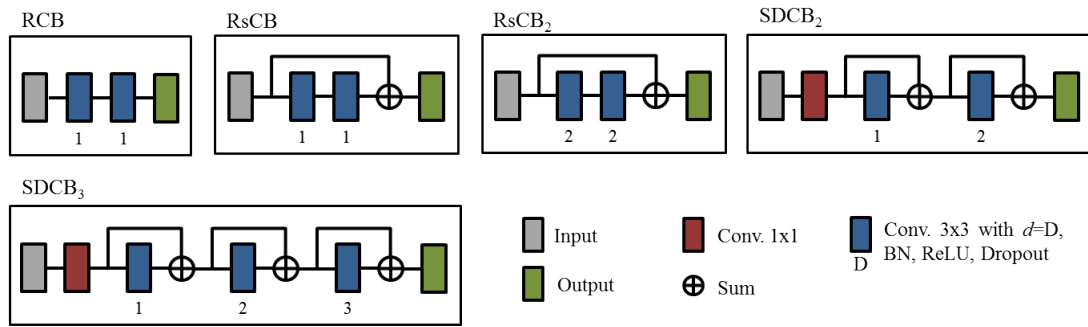 RCB
RsCB
RsCB₂
SDCB₂
1 1
1 1
2 2
1 2
SDCB₃
1 2 3
Input
Output
Conv. 1x1
Sum
D
Conv. 3x3 with d=D,
BN, ReLU, Dropout